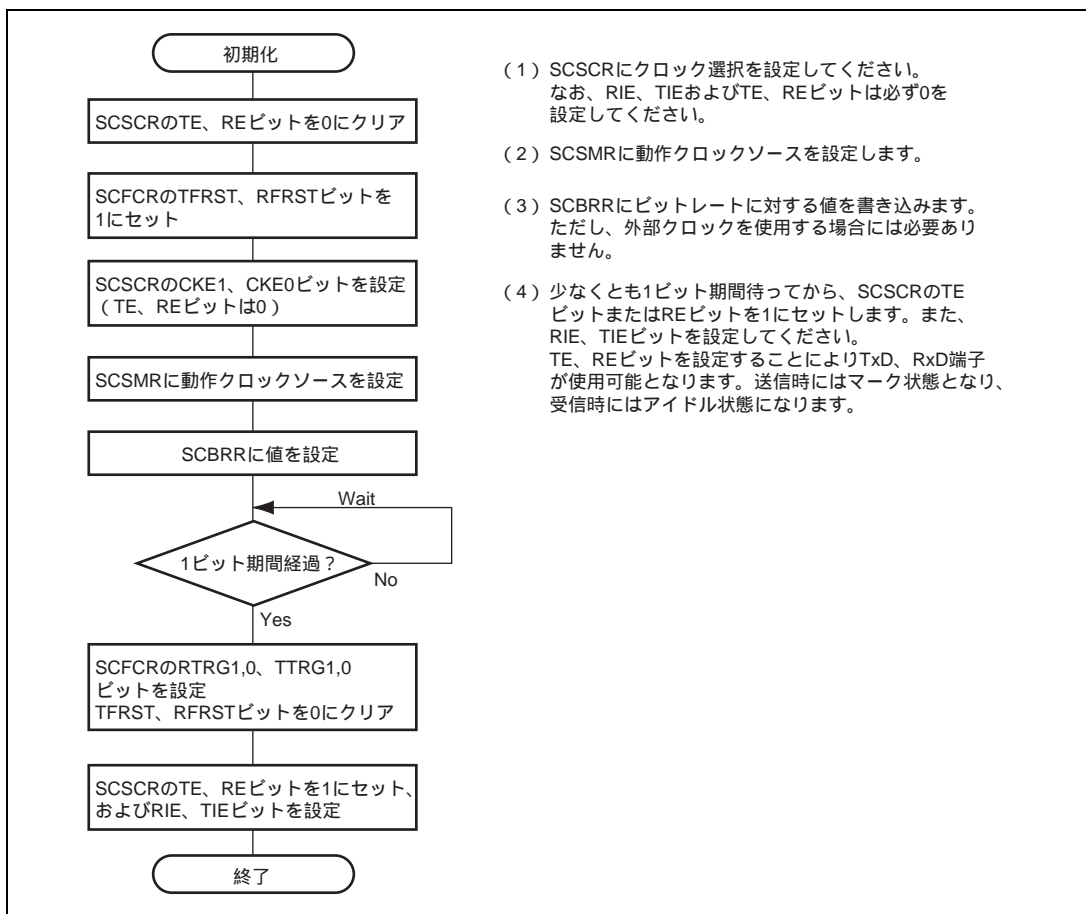 初期化
SCSCRのTE、REビットを0にクリア
SCFCRのTFRST、RFRSTビットを
1にセット
SCSCRのCKE1、CKE0ビットを設定
（TE、REビットは0）
SCSMRに動作クロックソースを設定
SCBRRに値を設定
Wait
1ビット期間経過？
No
Yes
SCFCRのRTRG1,0、TTRG1,0
ビットを設定
TFRST、RFRSTビットを0にクリア
SCSCRのTE、REビットを1にセット、
およびRIE、TIEビットを設定
終了
（1）SCSCRにクロック選択を設定してください。
なお、RIE、TIEおよびTE、REビットは必ず0を
設定してください。
（2）SCSMRに動作クロックソースを設定します。
（3）SCBRRにビットレートに対する値を書き込みます。
ただし、外部クロックを使用する場合には必要あり
ません。
（4）少なくとも1ビット期間待ってから、SCSCRのTE
ビットまたはREビットを1にセットします。また、
RIE、TIEビットを設定してください。
TE、REビットを設定することによりTxD、RxD端子
が使用可能となります。送信時にはマーク状態となり、
受信時にはアイドル状態になります。